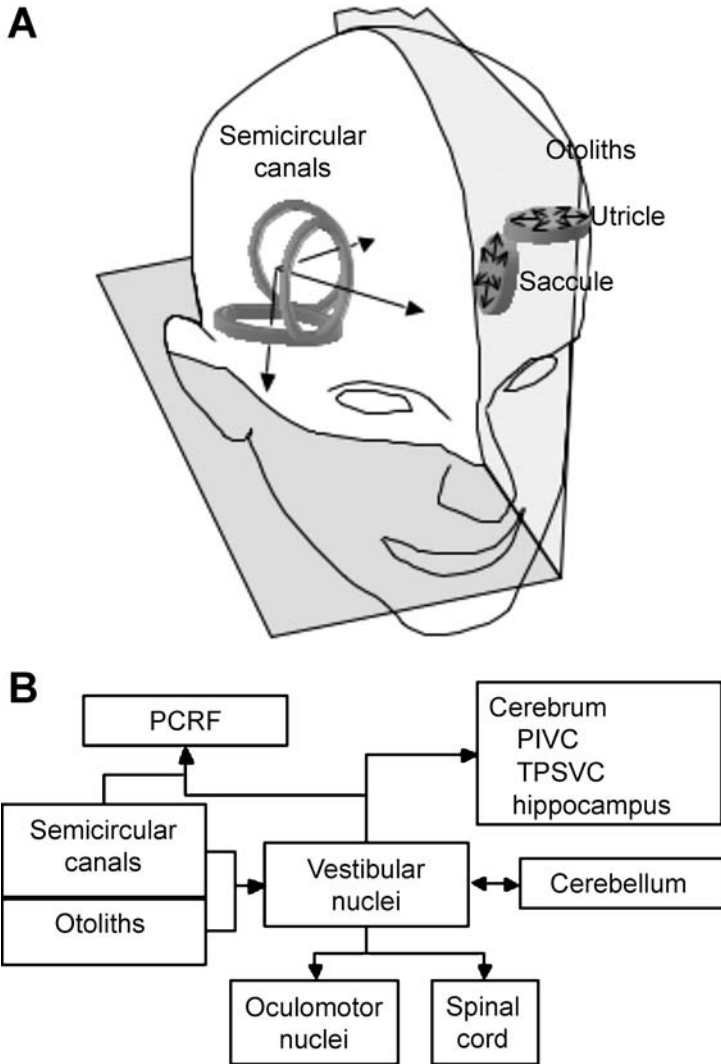 A
Semicircular
canals
Otoliths
Utricle
Saccule
B
PCRF
Cerebrum
PIVC
TPSVC
hippocampus
Semicircular
canals
Otoliths
Vestibular
nuclei
Cerebellum
Oculomotor
nuclei
Spinal
cord